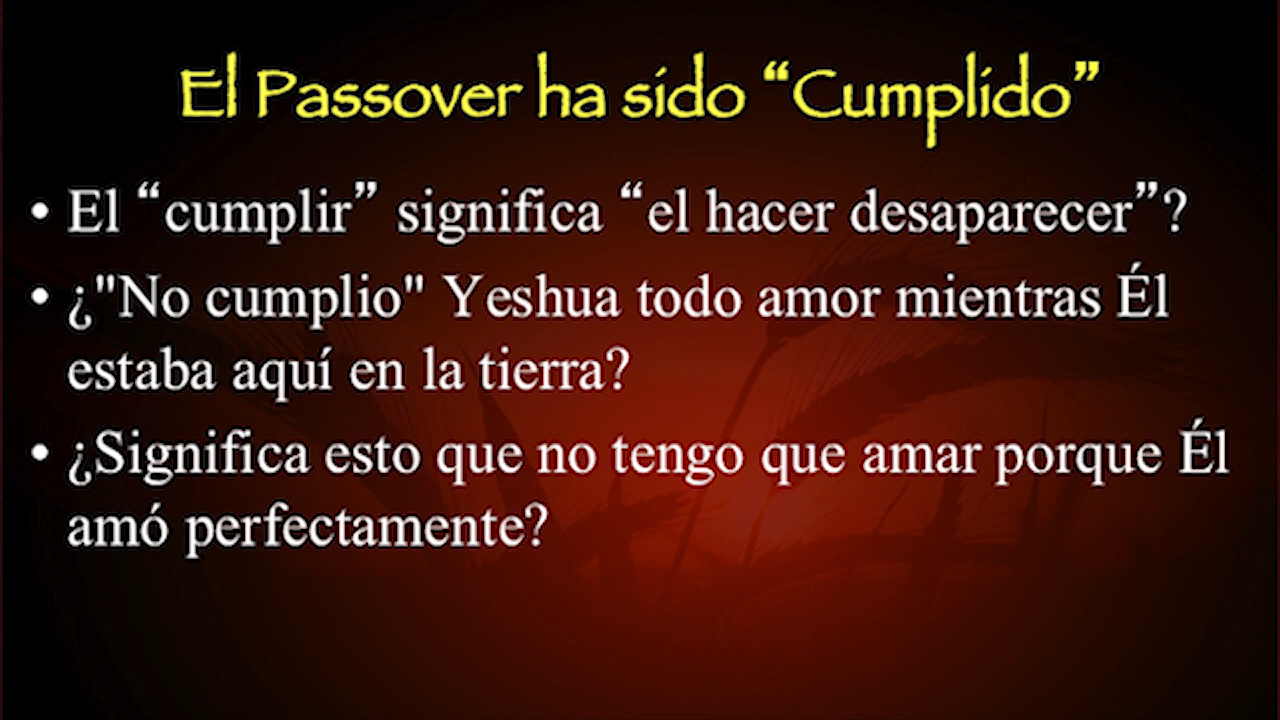 El Passover ha sido “Cumplido”
• El “cumplir” significa “el hacer desaparecer”?
• ¿"No cumplio" Yeshua todo amor mientras Él
estaba aquí en la tierra?
• ¿Significa esto que no tengo que amar porque Él
amó perfectamente?